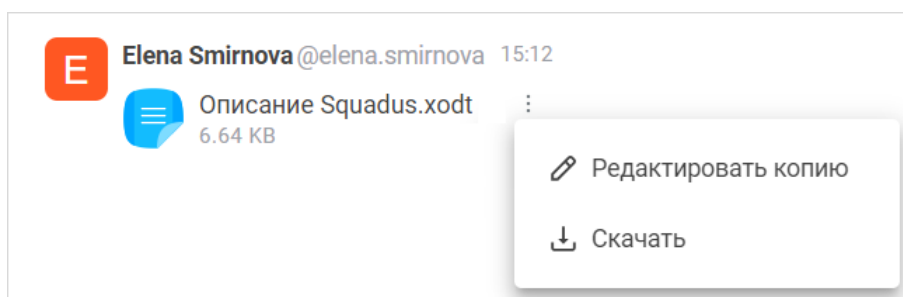 E
Elena Smirnova @elena.smirnova 15:12
Описание Squadus.xodt
6.64 KB
Редактировать копию
Скачать